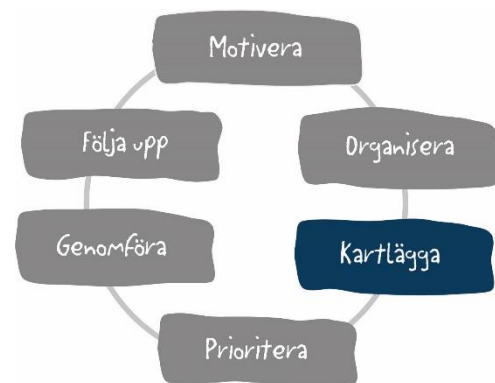 Motivera
Organisera
Kartlägga
Prioritera
Genomföra
Följa upp